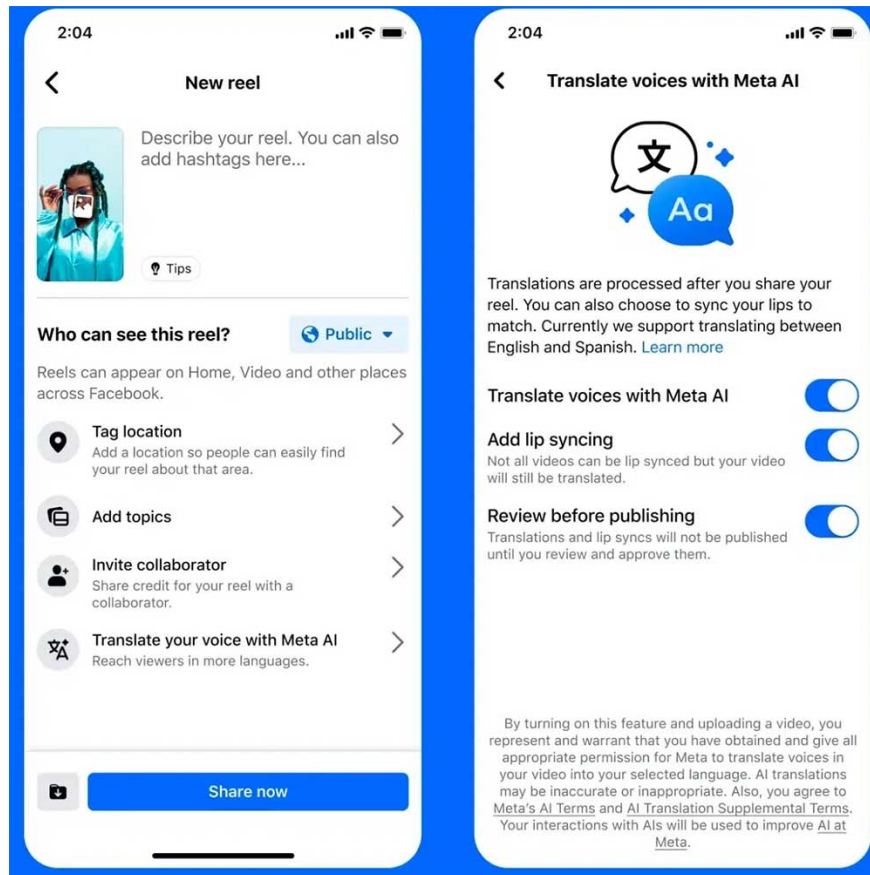 2:04
New reel
Describe your reel. You can also
add hashtags here...
Tips
Who can see this reel?
Public
Reels can appear on Home, Video and other places
across Facebook.
Tag location
Add a location so people can easily find
your reel about that area.
Add topics
Invite collaborator
Share credit for your reel with a
collaborator.
Translate your voice with Meta AI
Reach viewers in more languages.
Share now
2:04
Translate voices with Meta AI
文
Aa
Translations are processed after you share your
reel. You can also choose to sync your lips to
match. Currently we support translating between
English and Spanish. Learn more
Translate voices with Meta AI
Add lip syncing
Not all videos can be lip synced but your video
will still be translated.
Review before publishing
Translations and lip syncs will not be published
until you review and approve them.
By turning on this feature and uploading a video, you
represent and warrant that you have obtained and give all
appropriate permission for Meta to translate voices in
your video into your selected language. AI translations
may be inaccurate or inappropriate. Also, you agree to
Meta's AI Terms and AI Translation Supplemental Terms.
Your interactions with AIs will be used to improve AI at
Meta.